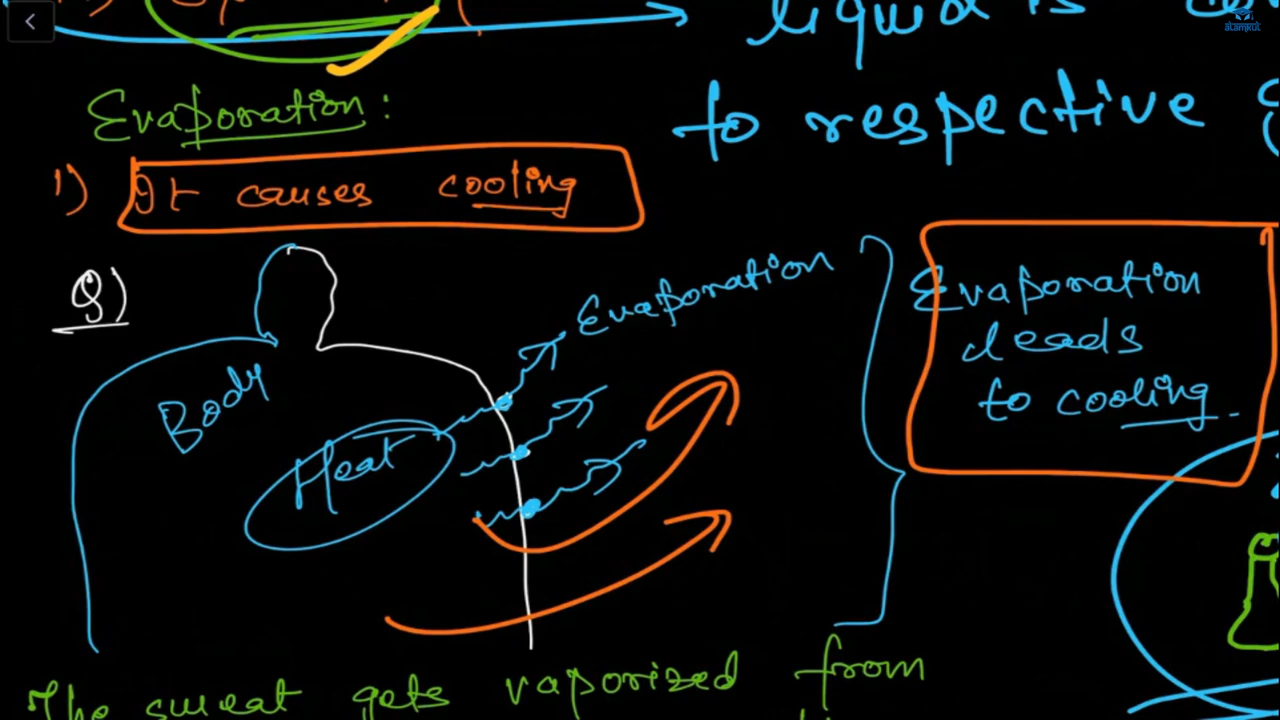 liquid is
to respective
Evaporation:
1) It causes cooling
Q)
Evaporation
Body
Heat
Evaporation
leads
to cooling.
The sweat gets vaporized from